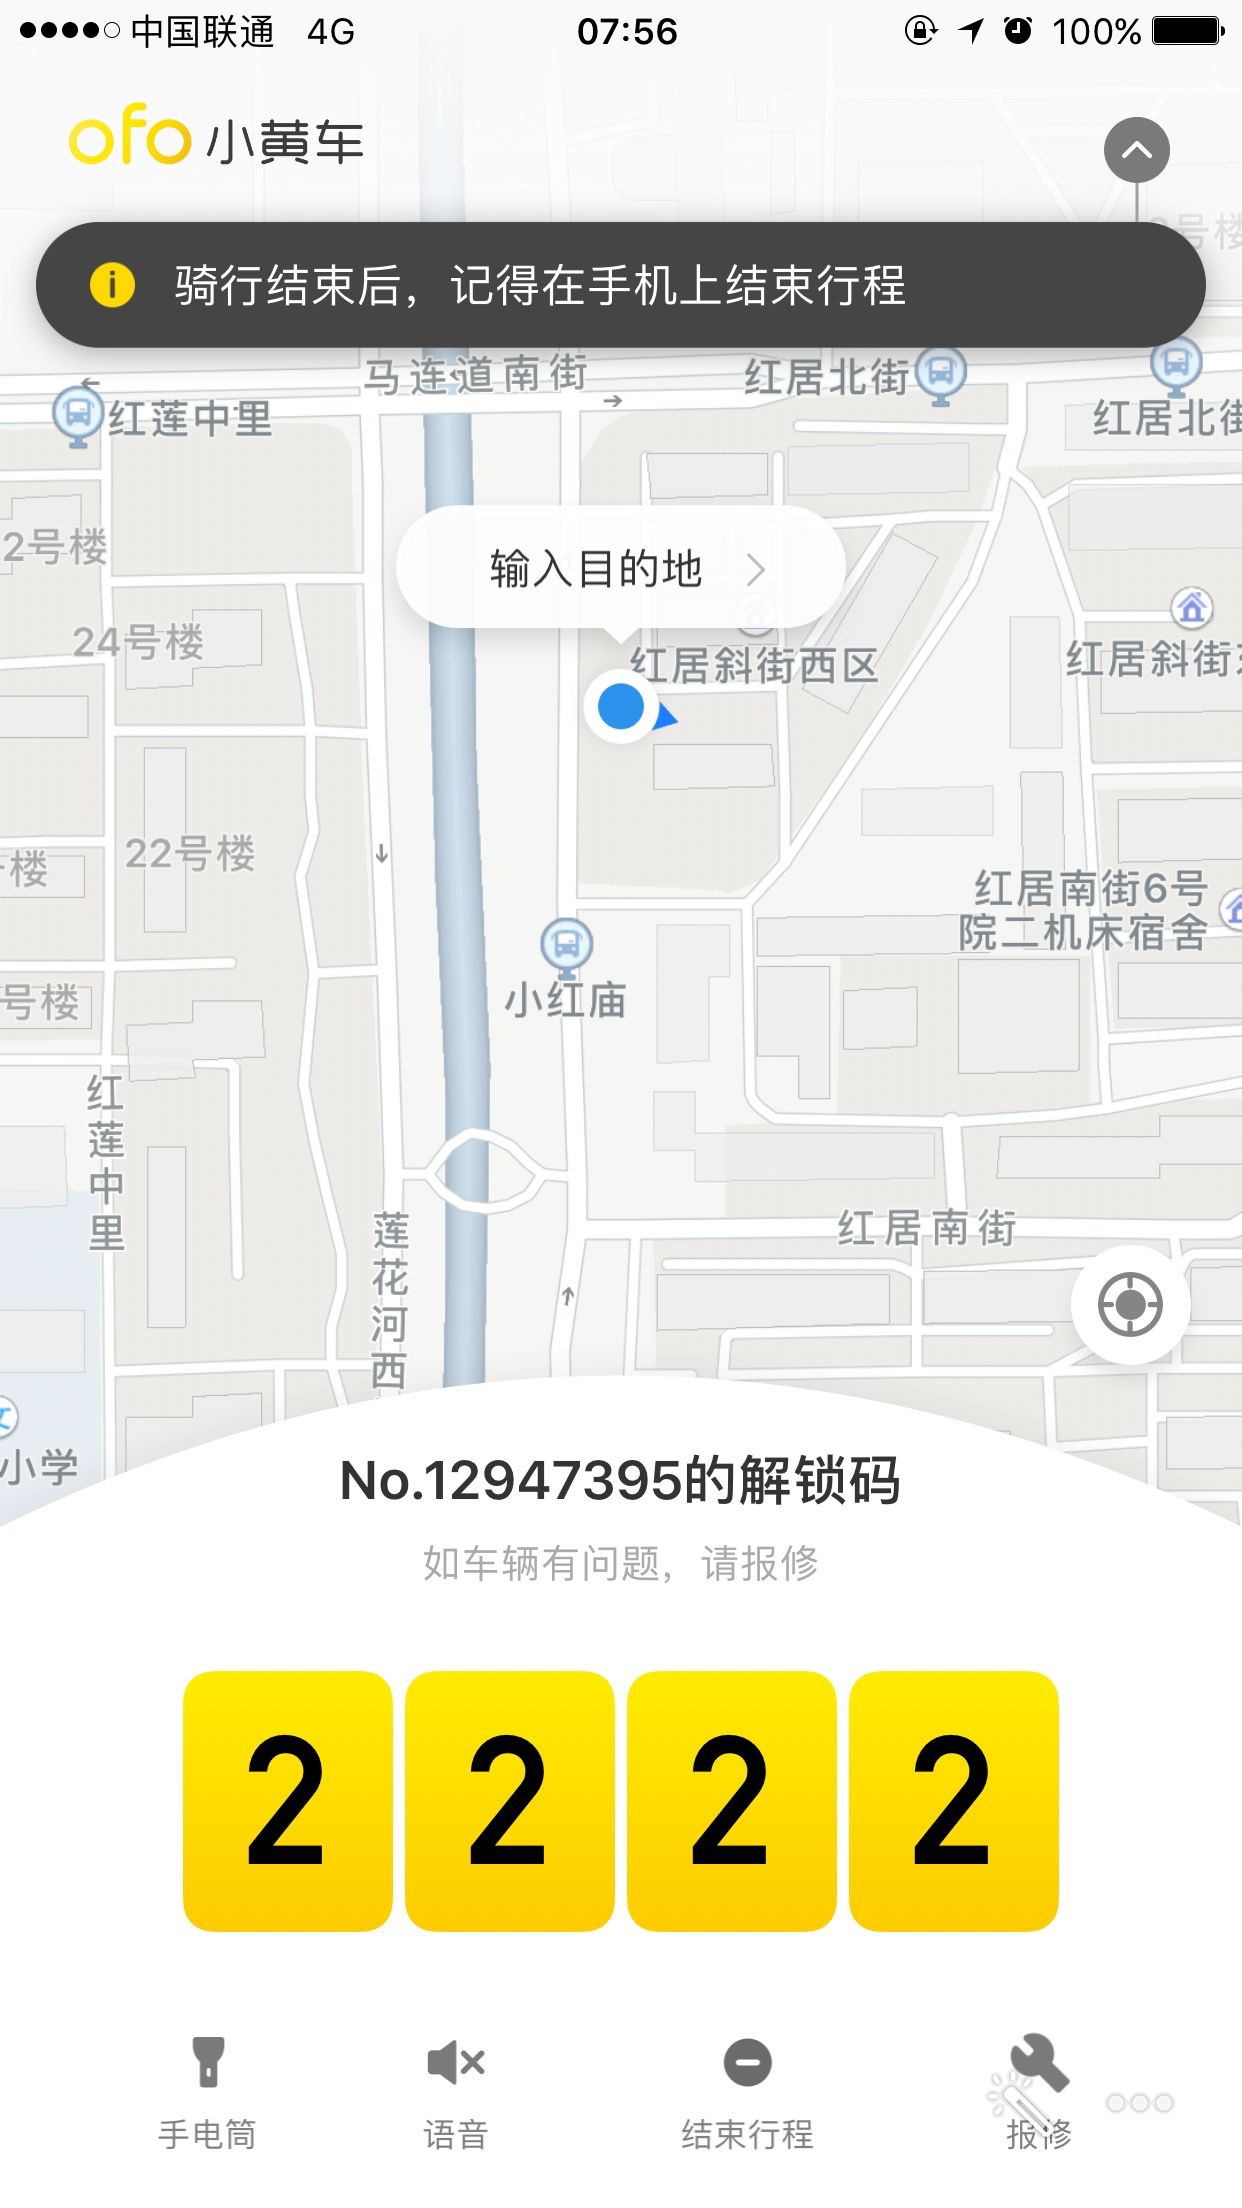 中国联通 4G 07:56 100%
ofo小黄车
号楼
骑行结束后，记得在手机上结束行程
马连道南街
红居北街
红莲中里
红居北街
2号楼
输入目的地
24号楼
红居斜街西区
红居斜街
22号楼
楼
红居南街6号
院二机床宿舍
号楼
小红庙
红莲中里
莲花河西
红居南街
小学
No.12947395的解锁码
如车辆有问题，请报修
2 2 2 2
手电筒 语音 结束行程 报修